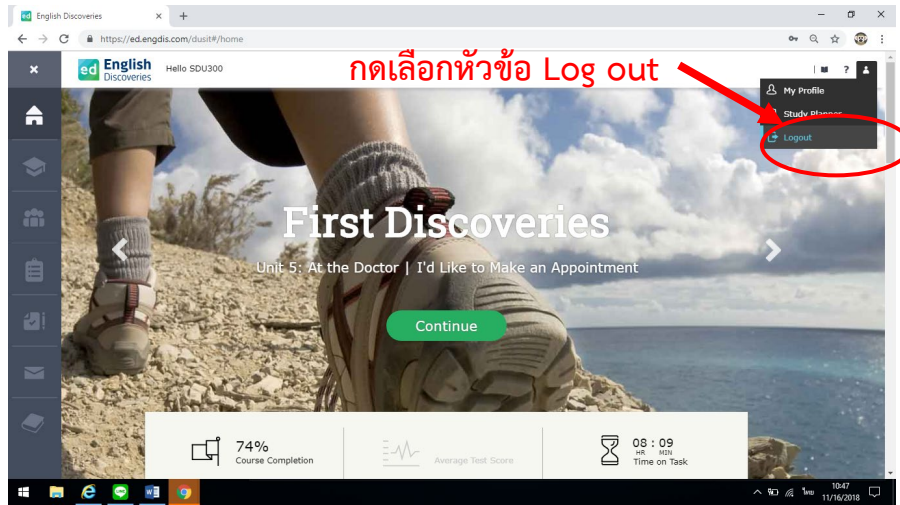 English Discoveries
https://ed.engdis.com/dusit#/home
ed English Discoveries
Hello SDU300
กดเลือกหัวข้อ Log out
?
My Profile
Study Planner
Logout
First Discoveries
Unit 5: At the Doctor | I'd Like to Make an Appointment
Continue
74%
Course Completion
Average Test Score
08 : 09
HR MIN
Time on Task
ไทย
10:47
11/16/2018